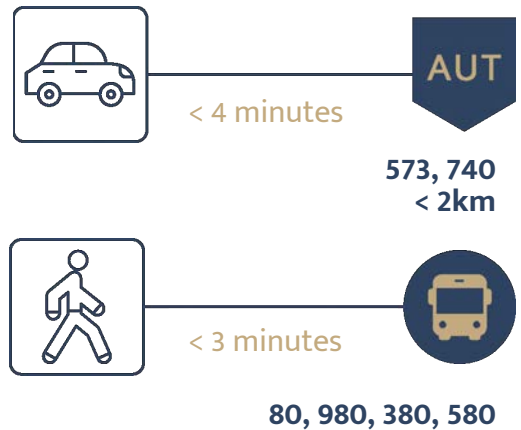 AUT
< 4 minutes
573, 740
< 2km
< 3 minutes
80, 980, 380, 580